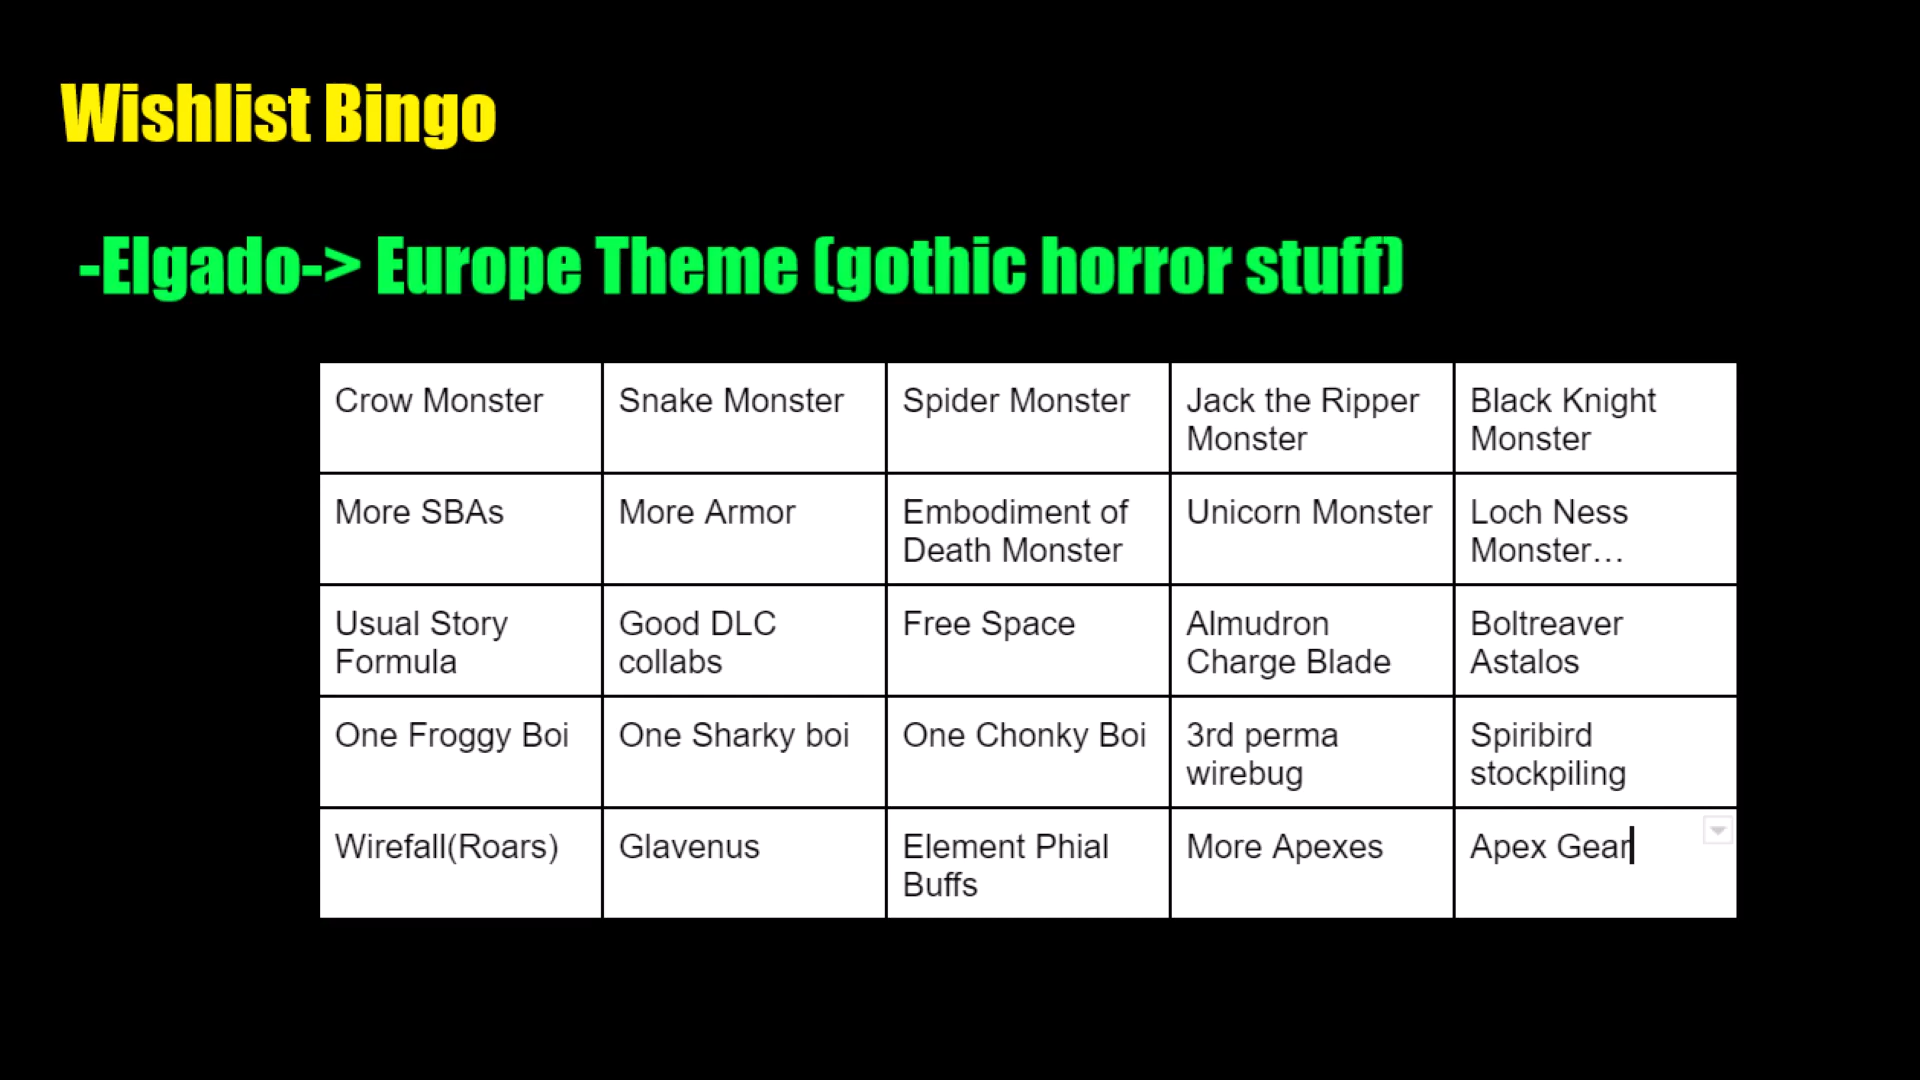 Wishlist Bingo
-Elgado-> Europe Theme (gothic horror stuff)
Crow Monster
Snake Monster
Spider Monster
Jack the Ripper
Monster
Black Knight
Monster
More SBAs
More Armor
Embodiment of
Death Monster
Unicorn Monster
Loch Ness
Monster…
Usual Story
Formula
Good DLC
collabs
Free Space
Almudron
Charge Blade
Boltreaver
Astalos
One Froggy Boi
One Sharky boi
One Chonky Boi
3rd perma
wirebug
Spiribird
stockpiling
Wirefall(Roars)
Glavenus
Element Phial
Buffs
More Apexes
Apex Gear